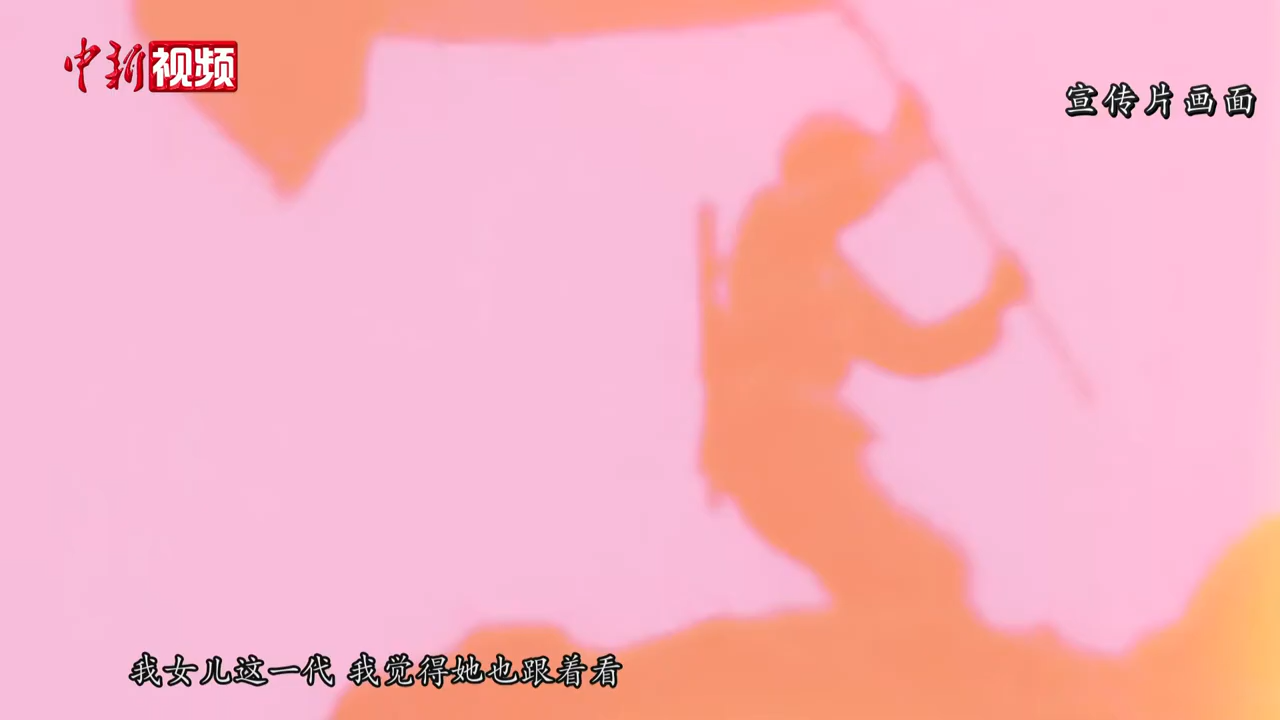 中新视频
宣传片画面
我女儿这一代 我觉得她也跟着看